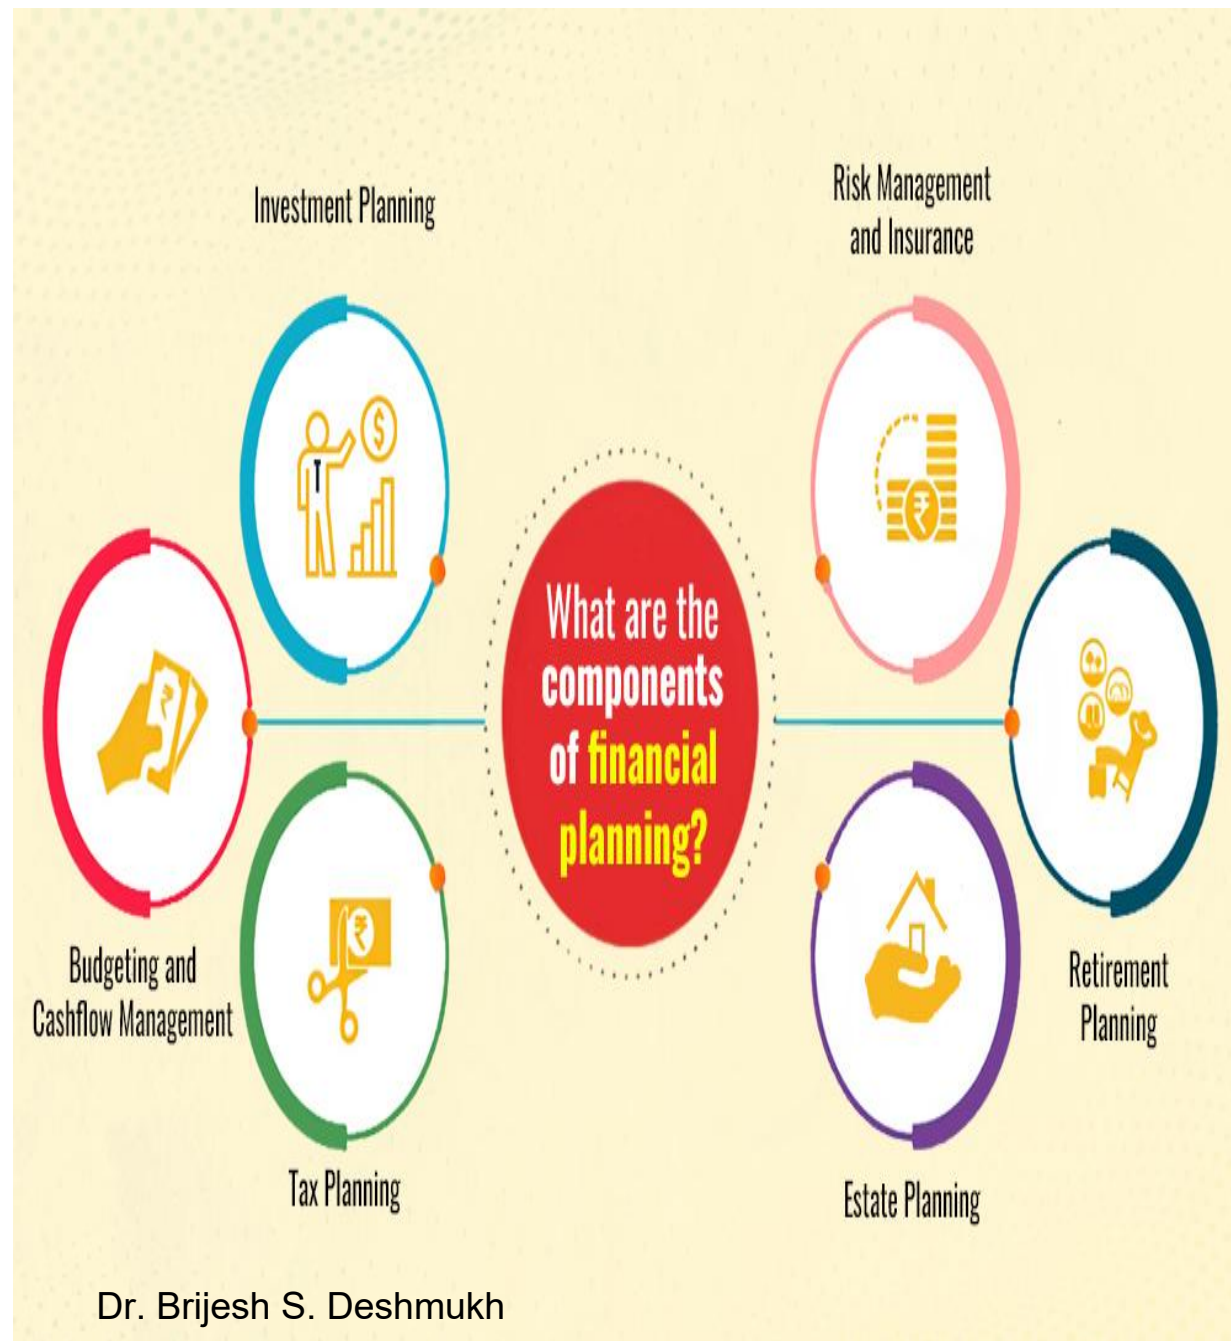 Investment Planning
Risk Management
and Insurance
$
T
₹
What are the
components
of financial
planning?
₹
₹
Budgeting and
Cashflow Management
Retirement
Planning
Tax Planning
Estate Planning
Dr. Brijesh S. Deshmukh